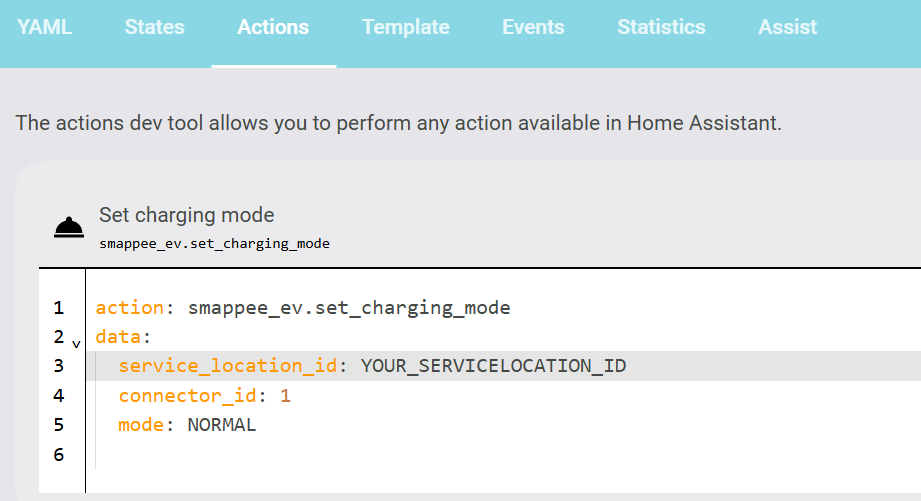 YAML States Actions Template Events Statistics Assist
The actions dev tool allows you to perform any action available in Home Assistant.
Set charging mode
smappee_ev.set_charging_mode
1 action: smappee_ev.set_charging_mode
2 data:
3 service_location_id: YOUR_SERVICELOCATION_ID
4 connector_id: 1
5 mode: NORMAL
6